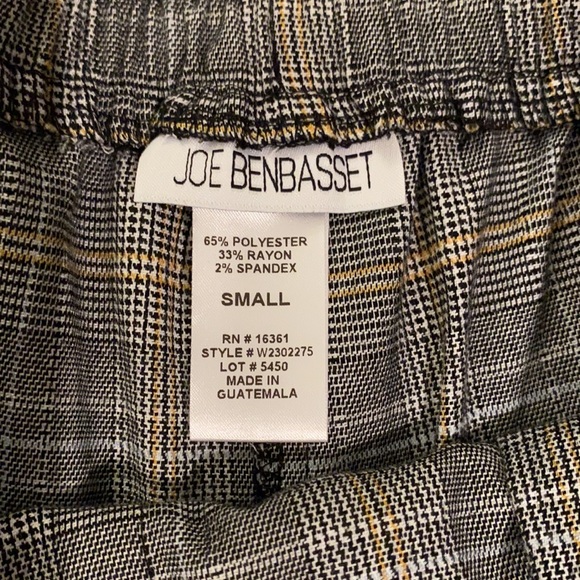 JOE BENBASSET
65% POLYESTER
33% RAYON
2% SPANDEX
SMALL
RN # 16361
STYLE # W2302275
LOT # 5450
MADE IN
GUATEMALA